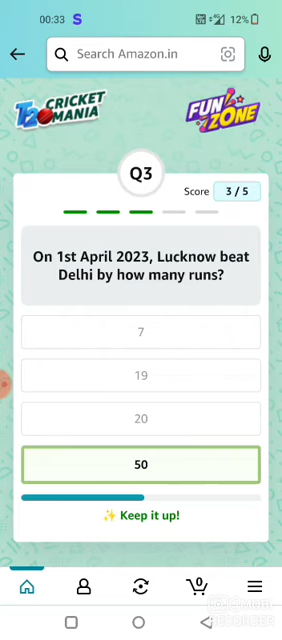 00:33 S 12%
Search Amazon.in
T20 CRICKET MANIA
FUN ZONE
Q3
Score 3 / 5
On 1st April 2023, Lucknow beat
Delhi by how many runs?
7
19
20
50
✨ Keep it up!
0
RECORDER